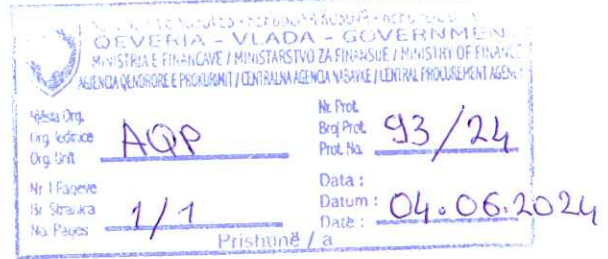 QEVERIA - VLADA - GOVERNMENT
MINISTRIA E FINANCAVE / MINISTARSTVO ZA FINANSIJE / MINISTRY OF FINANCE
AGJENCIA QENDRORE E PROKURIMIT / CENTRALNA AGENCIA NABAVKE / CENTRAL PROCUREMENT AGENCY
Njësia Org.
Org. Jedinice
Org. Unit
AQP
Nr. Prot.
Broj Prot.
Prot. No.
93/24
Nr. i Faqeve
Br. Stranica
No. Pages
1/1
Data :
Datum :
Date :
04.06.2024
Prishtinë / a